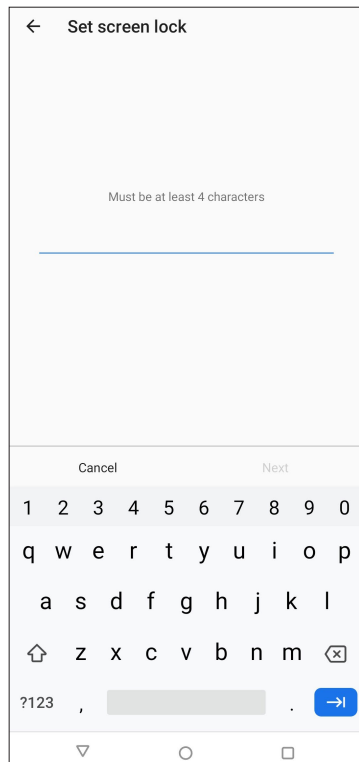 Set screen lock
Must be at least 4 characters
Cancel Next
1 2 3 4 5 6 7 8 9 0
q w e r t y u i o p
a s d f g h j k l
z x c v b n m
?123 , .